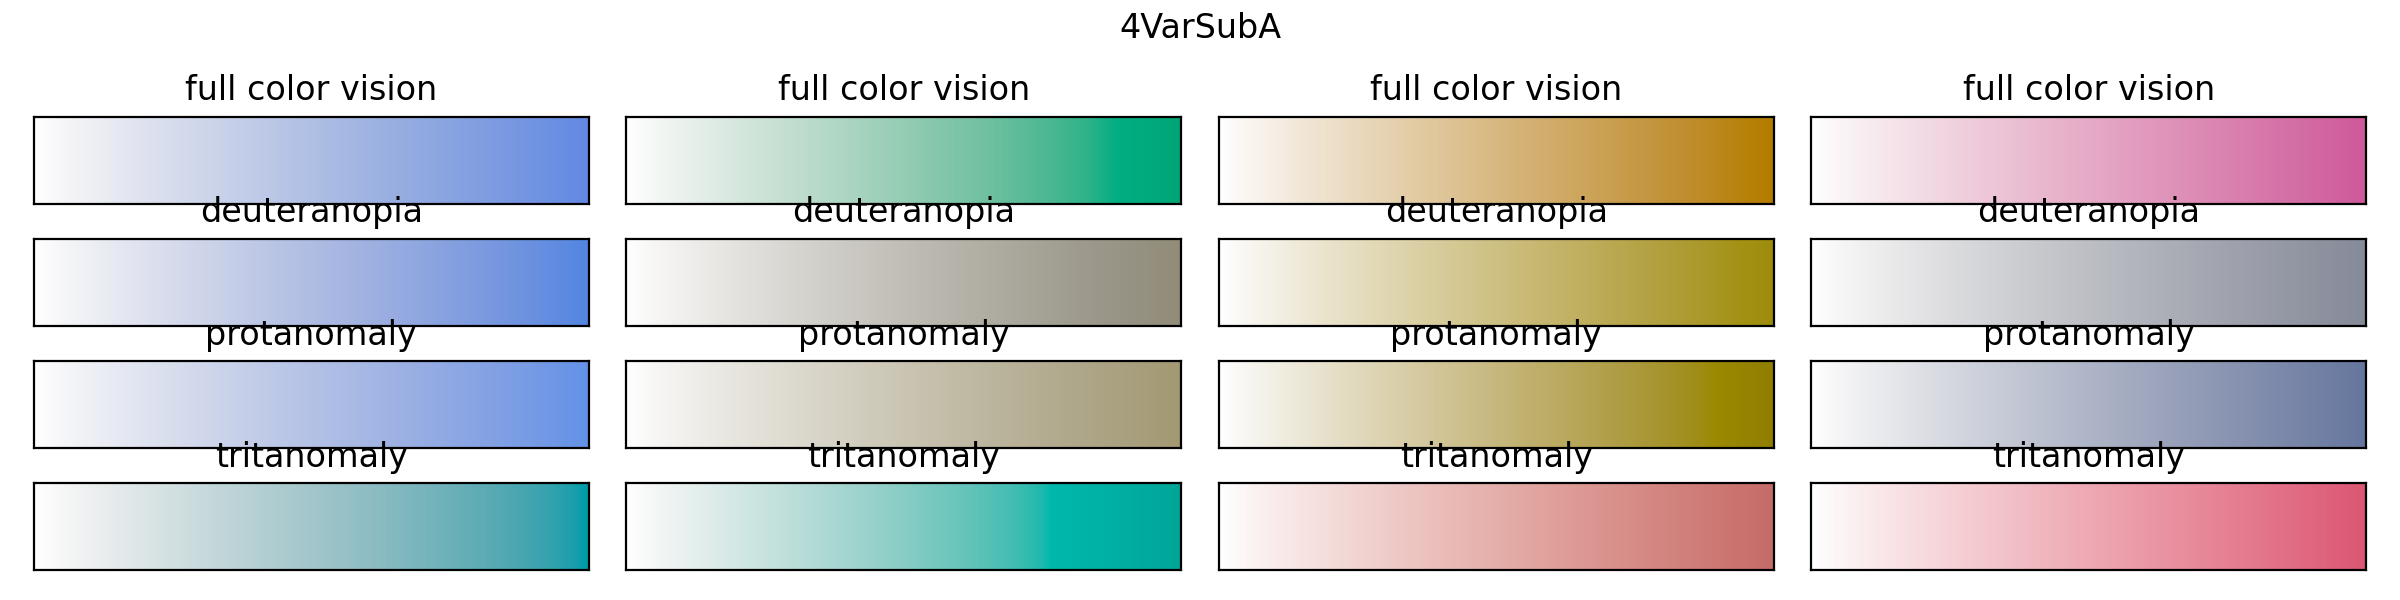 4VarSubA
full color vision full color vision full color vision full color vision
deuteranopia deuteranopia deuteranopia deuteranopia
protanomaly protanomaly protanomaly protanomaly
tritanomaly tritanomaly tritanomaly tritanomaly